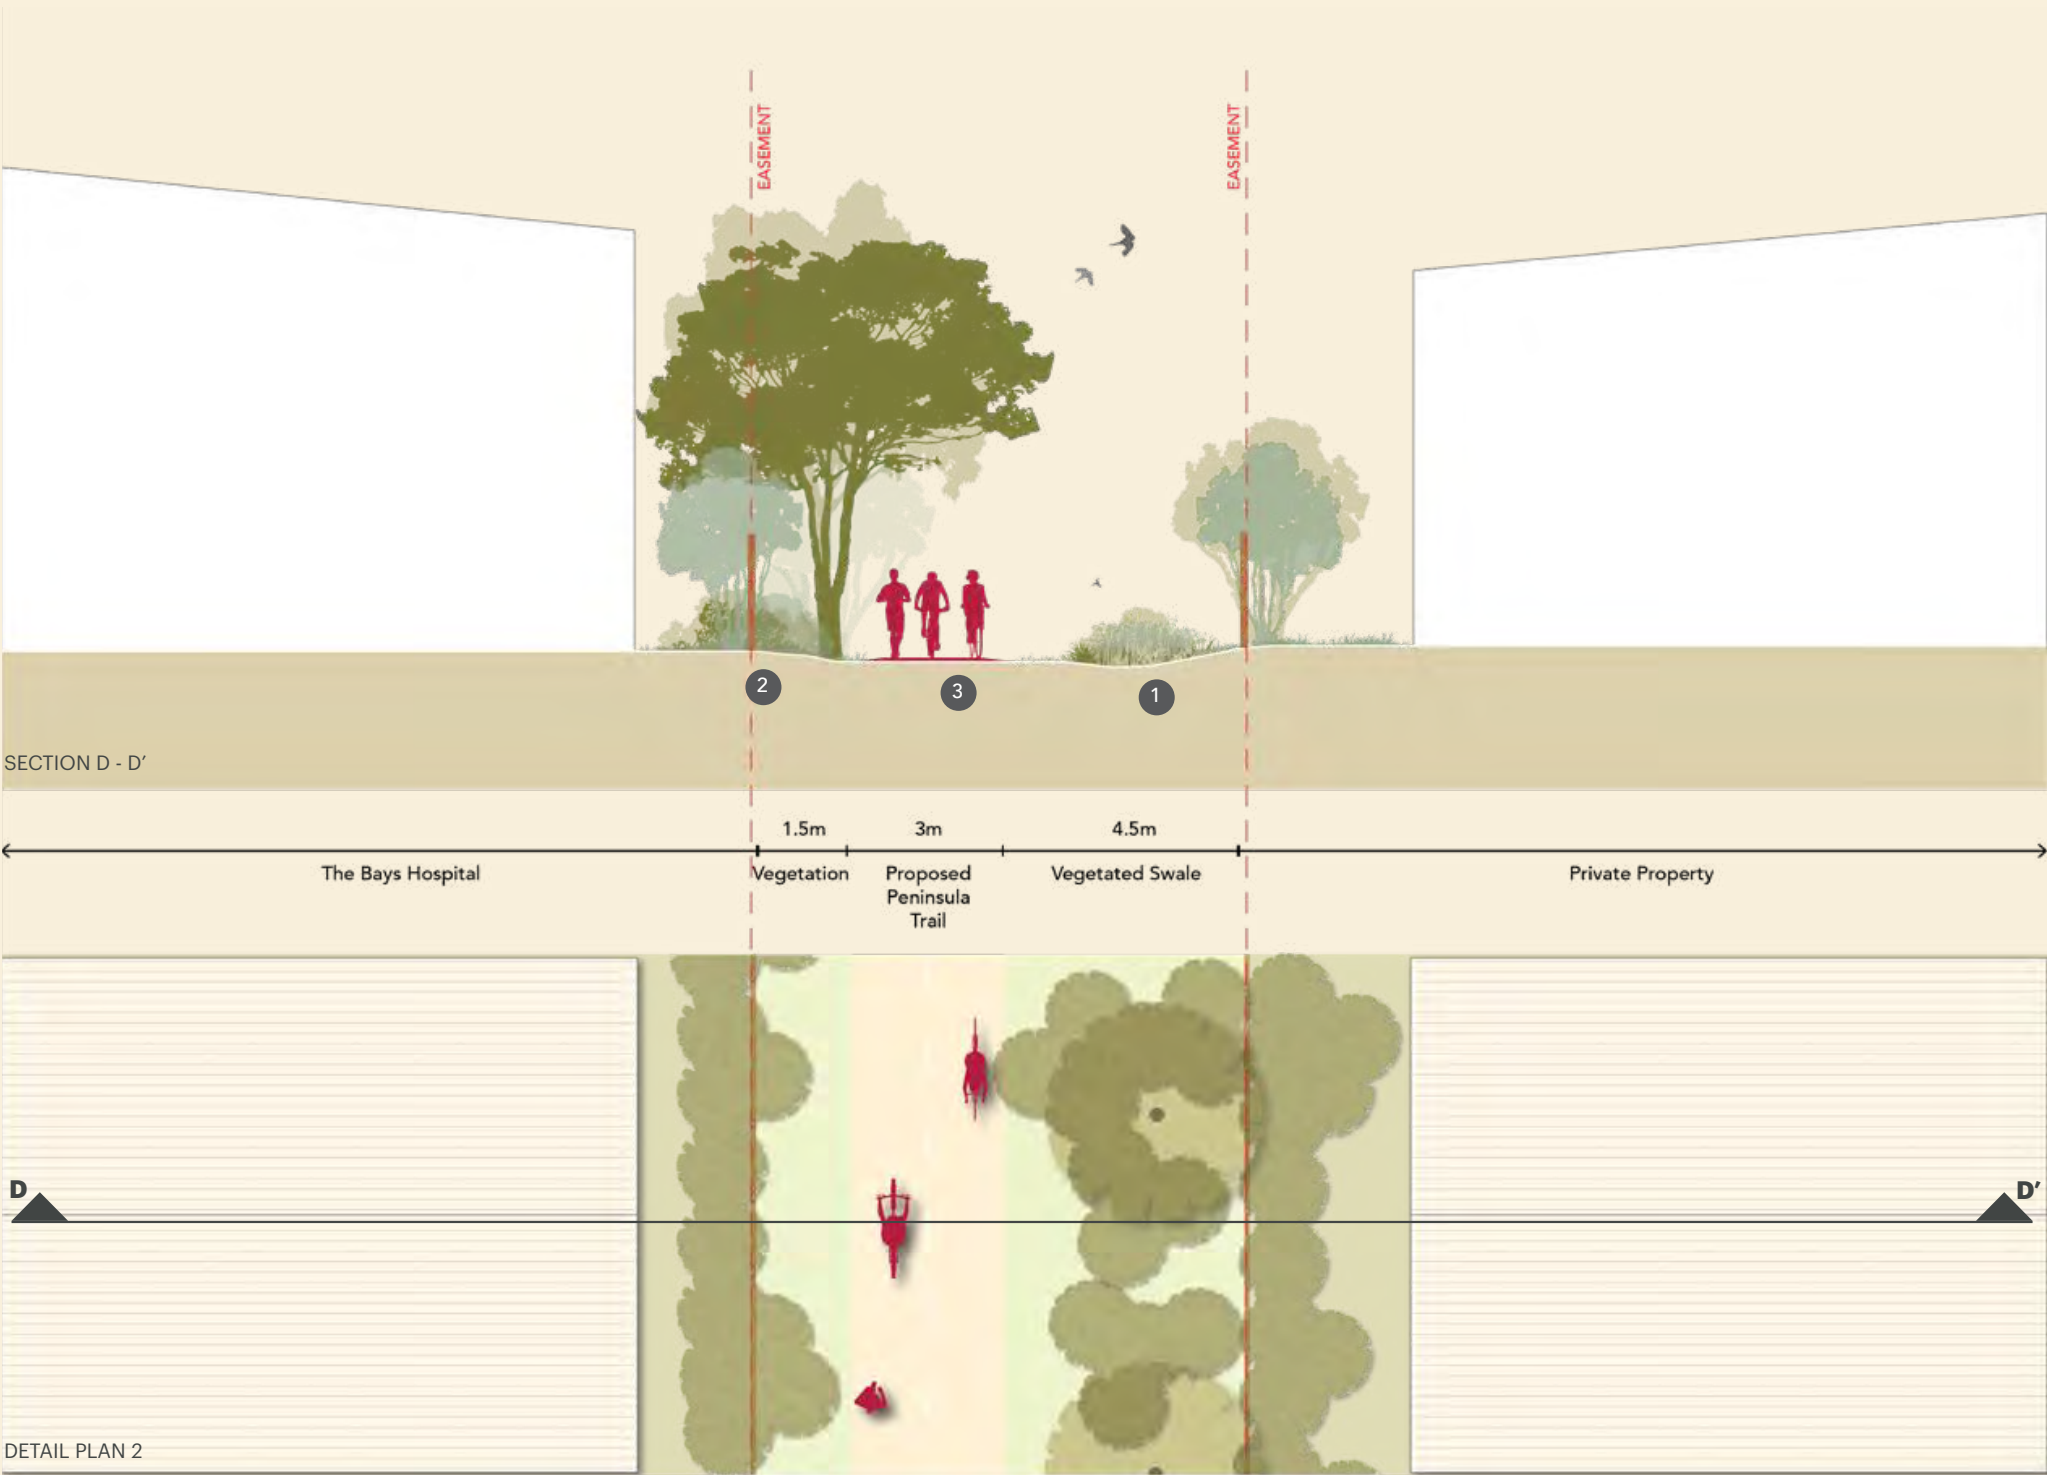 EASEMENT
EASEMENT
2
3
1
SECTION D - D’
1.5m
3m
4.5m
The Bays Hospital
Vegetation
Proposed
Peninsula
Trail
Vegetated Swale
Private Property
D
D’
DETAIL PLAN 2